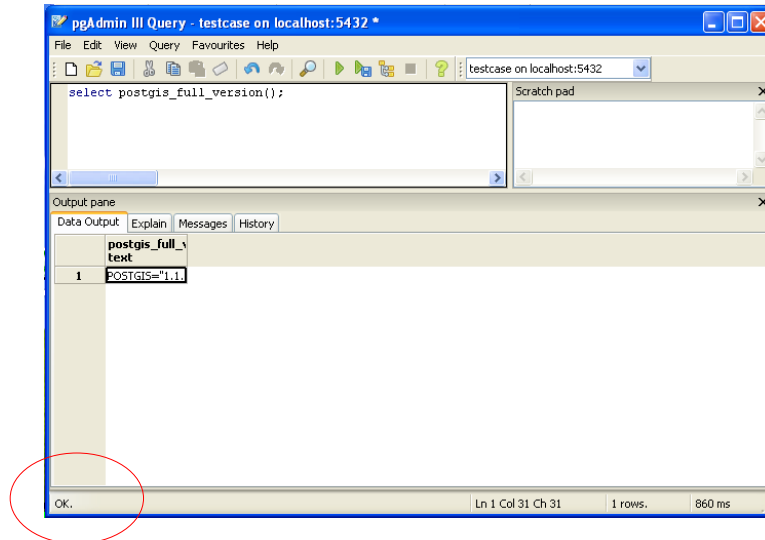 pgAdmin III Query - testcase on localhost:5432 *
File Edit View Query Favourites Help
testcase on localhost:5432
select postgis_full_version();
Scratch pad
Output pane
Data Output Explain Messages History
postgis_full_v
text
1 POSTGIS="1.1.
OK. Ln 1 Col 31 Ch 31 1 rows. 860 ms